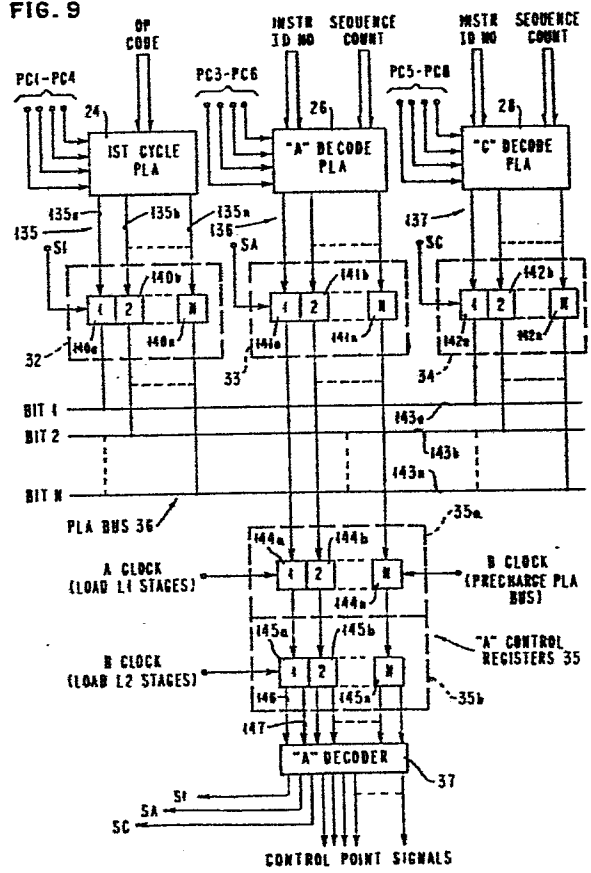 FIG. 9
OP CODE
INSTR ID NO
SEQUENCE COUNT
INSTR ID NO
SEQUENCE COUNT
PC1-PC4
24
PC3-PC6
26
PC5-PC8
28
1ST CYCLE PLA
"A" DECODE PLA
"C" DECODE PLA
135
135a
135b
135n
136
137
S1
SA
SC
140b
141b
142b
1 2 N
1 2 N
1 2 N
32
140a
140n
33
141a
141n
34
142a
142n
BIT 1
143a
BIT 2
143b
BIT N
143n
PLA BUS 36
35a
144a
144b
A CLOCK
(LOAD L1 STAGES)
1 2 N
B CLOCK
(PRECHARGE PLA BUS)
144n
145a
145b
"A" CONTROL REGISTERS 35
B CLOCK
(LOAD L2 STAGES)
1 2 N
146
145n
35b
147
"A" DECODER
37
S1
SA
SC
CONTROL POINT SIGNALS